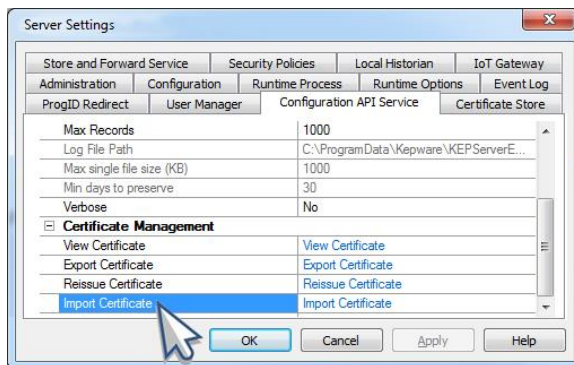 Server Settings
Store and Forward Service Security Policies Local Historian IoT Gateway
Administration Configuration Runtime Process Runtime Options Event Log
ProgID Redirect User Manager Configuration API Service Certificate Store
Max Records 1000
Log File Path C:\ProgramData\Kepware\KEPServerE...
Max single file size (KB) 1000
Min days to preserve 30
Verbose No
Certificate Management
View Certificate View Certificate
Export Certificate Export Certificate
Reissue Certificate Reissue Certificate
Import Certificate Import Certificate
OK Cancel Apply Help